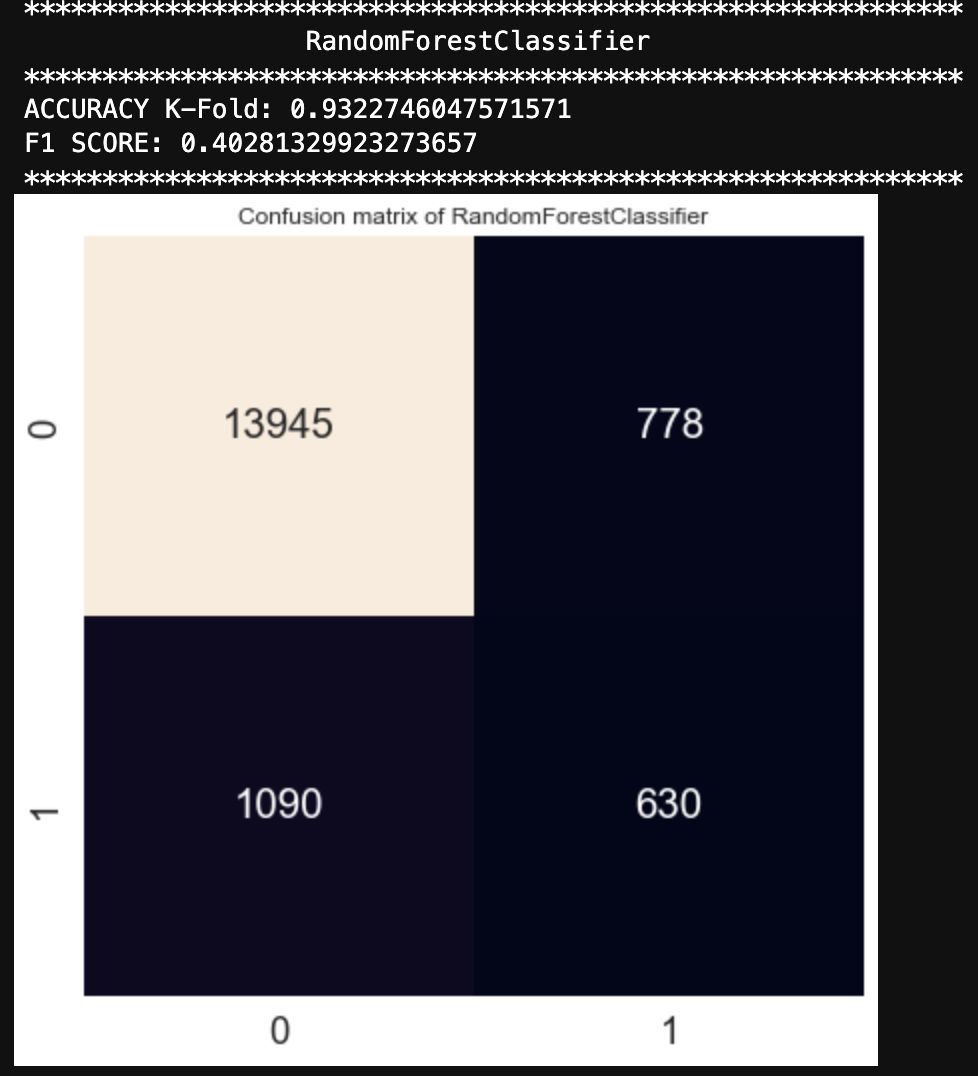 ************************************************************
RandomForestClassifier
************************************************************
ACCURACY K-Fold: 0.9322746047571571
F1 SCORE: 0.40281329923273657
************************************************************
Confusion matrix of RandomForestClassifier
0 13945 778
1 1090 630
0 1